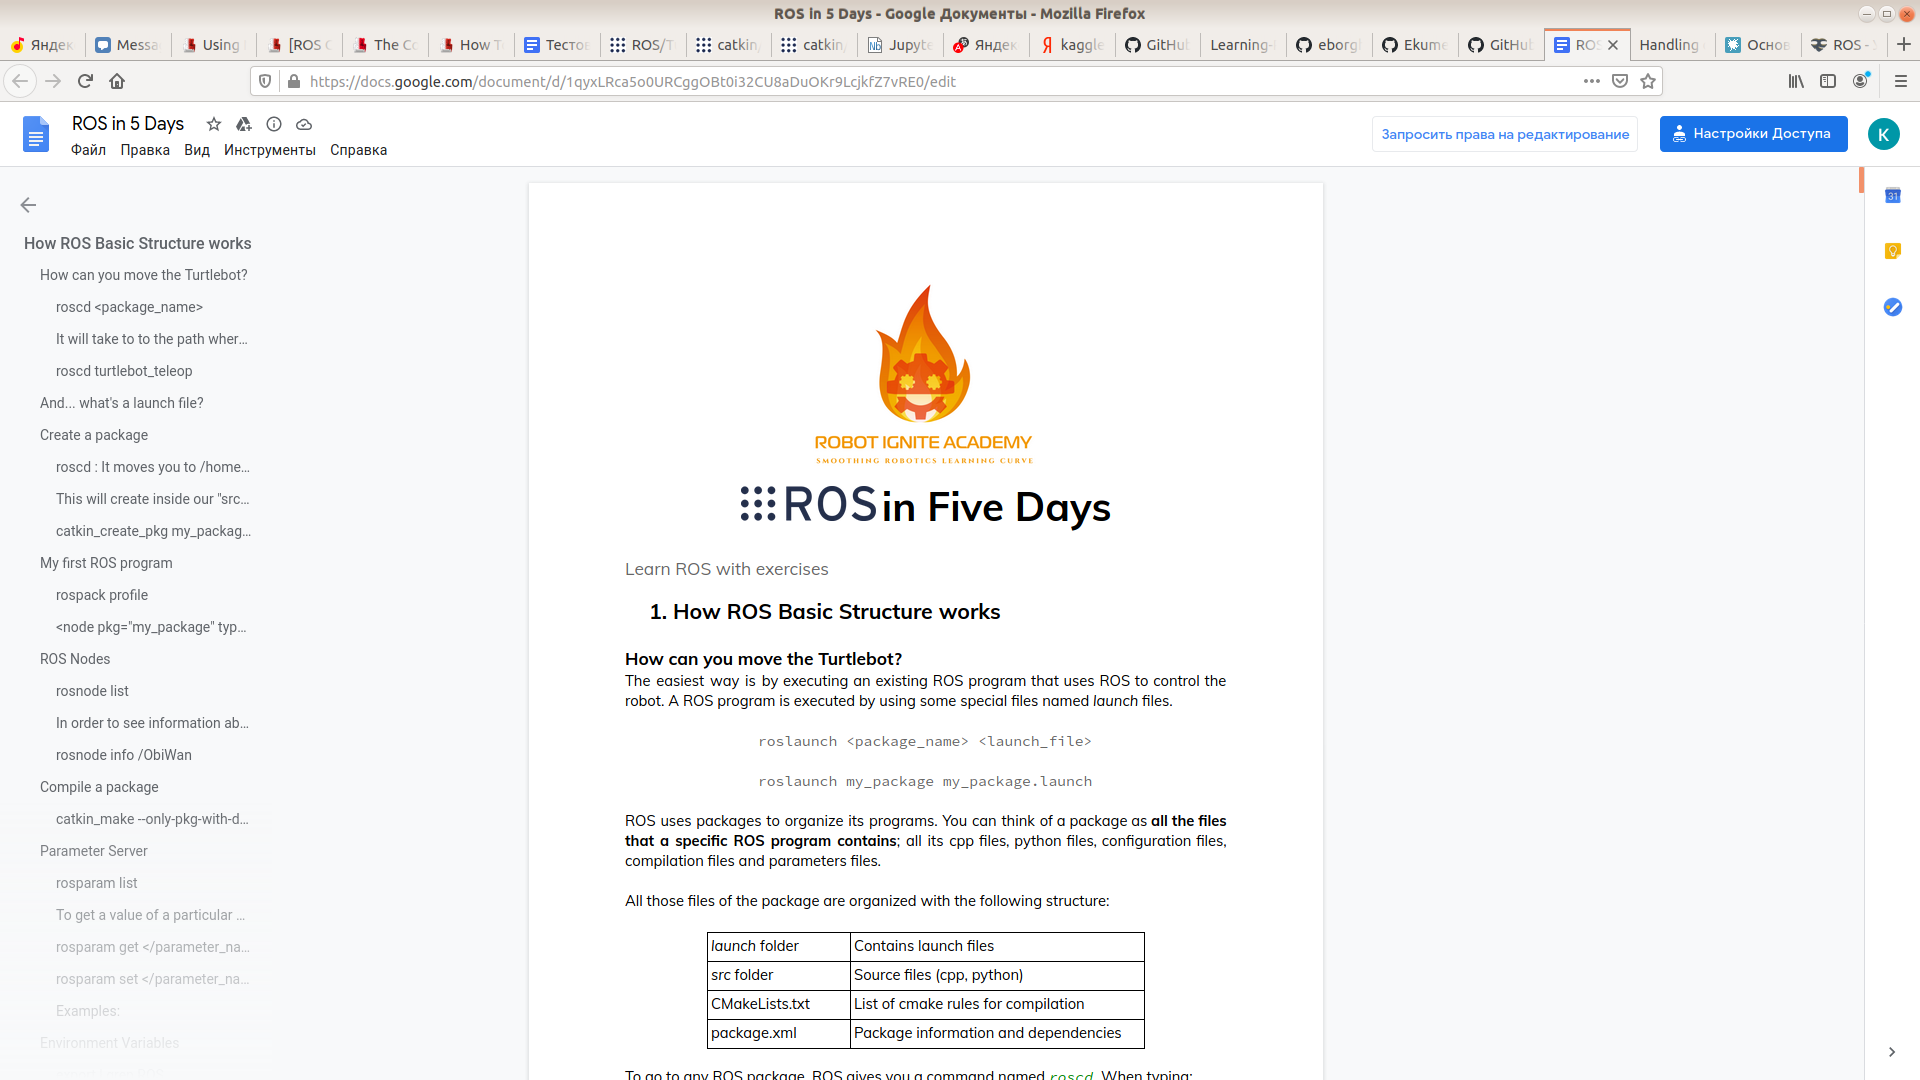 ROS in 5 Days - Google Документы - Mozilla Firefox
Яндек
Messa
Using
[ROS
The Co
How T
Тесто
ROS/T
catkin
catkin
Jupyte
Яндек
kaggle
GitHu
Learning-
eborg
Ekume
GitHu
ROS
Handling
Основ
ROS -
https://docs.google.com/document/d/1qyxLRca5o0URCggOBt0i32CU8aDuOKr9LcjkfZ7vRE0/edit
ROS in 5 Days
Файл Правка Вид Инструменты Справка
Запросить права на редактирование
Настройки Доступа
K
31
How ROS Basic Structure works
How can you move the Turtlebot?
roscd <package_name>
It will take to to the path wher...
roscd turtlebot_teleop
And... what's a launch file?
Create a package
roscd : It moves you to /home...
This will create inside our "src...
catkin_create_pkg my_packag...
My first ROS program
rospack profile
<node pkg="my_package" typ...
ROS Nodes
rosnode list
In order to see information ab...
rosnode info /ObiWan
Compile a package
catkin_make --only-pkg-with-d...
Parameter Server
rosparam list
To get a value of a particular ...
rosparam get </parameter_na...
rosparam set </parameter_na...
Examples:
Environment Variables
ROBOT IGNITE ACADEMY
SMOOTHING ROBOTICS LEARNING CURVE
ROS in Five Days
Learn ROS with exercises
1. How ROS Basic Structure works
How can you move the Turtlebot?
The easiest way is by executing an existing ROS program that uses ROS to control the
robot. A ROS program is executed by using some special files named launch files.
roslaunch <package_name> <launch_file>
roslaunch my_package my_package.launch
ROS uses packages to organize its programs. You can think of a package as all the files
that a specific ROS program contains; all its cpp files, python files, configuration files,
compilation files and parameters files.
All those files of the package are organized with the following structure:
launch folder Contains launch files
src folder Source files (cpp, python)
CMakeLists.txt List of cmake rules for compilation
package.xml Package information and dependencies
To go to any ROS package, ROS gives you a command named roscd. When typing: